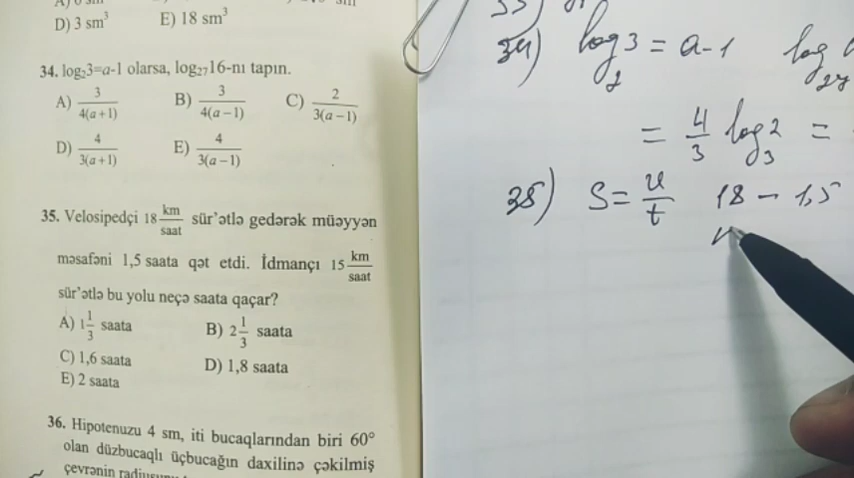 D) 3 sm³ E) 18 sm³
34. log₂3=a-1 olarsa, log₂₇16-nı tapın.
A) 3/(4(a+1)) B) 3/(4(a−1)) C) 2/(3(a−1))
D) 4/(3(a+1)) E) 4/(3(a−1))
35. Velosipedçi 18 km/saat sür'ətlə gedərək müəyyən
məsafəni 1,5 saata qət etdi. İdmançı 15 km/saat
sür'ətlə bu yolu neçə saata qaçar?
A) 1 1/3 saata B) 2 1/3 saata
C) 1,6 saata D) 1,8 saata
E) 2 saata
36. Hipotenuzu 4 sm, iti bucaqlarından biri 60°
olan düzbucaqlı üçbucağın daxilinə çəkilmiş
çevrənin
34) log₂3 = a-1 log₂₇
= 4/3 log₃2 =
35) S = v/t 18 – 1,5